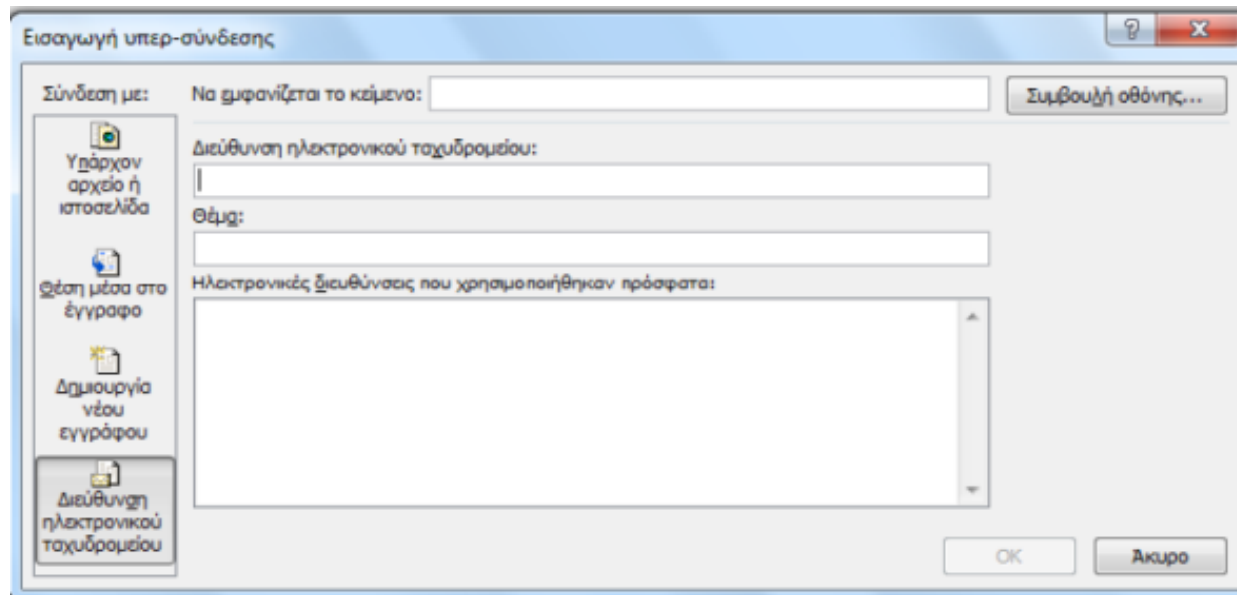 Εισαγωγή υπερ-σύνδεσης
Σύνδεση με:
Να εμφανίζεται το κείμενο:
Συμβουλή οθόνης...
Υπάρχον
αρχείο ή
ιστοσελίδα
Θέση μέσα στο
έγγραφο
Δημιουργία
νέου
εγγράφου
Διεύθυνση
ηλεκτρονικού
ταχυδρομείου
Διεύθυνση ηλεκτρονικού ταχυδρομείου:
Θέμα:
Ηλεκτρονικές διευθύνσεις που χρησιμοποιήθηκαν πρόσφατα:
OK
Άκυρο